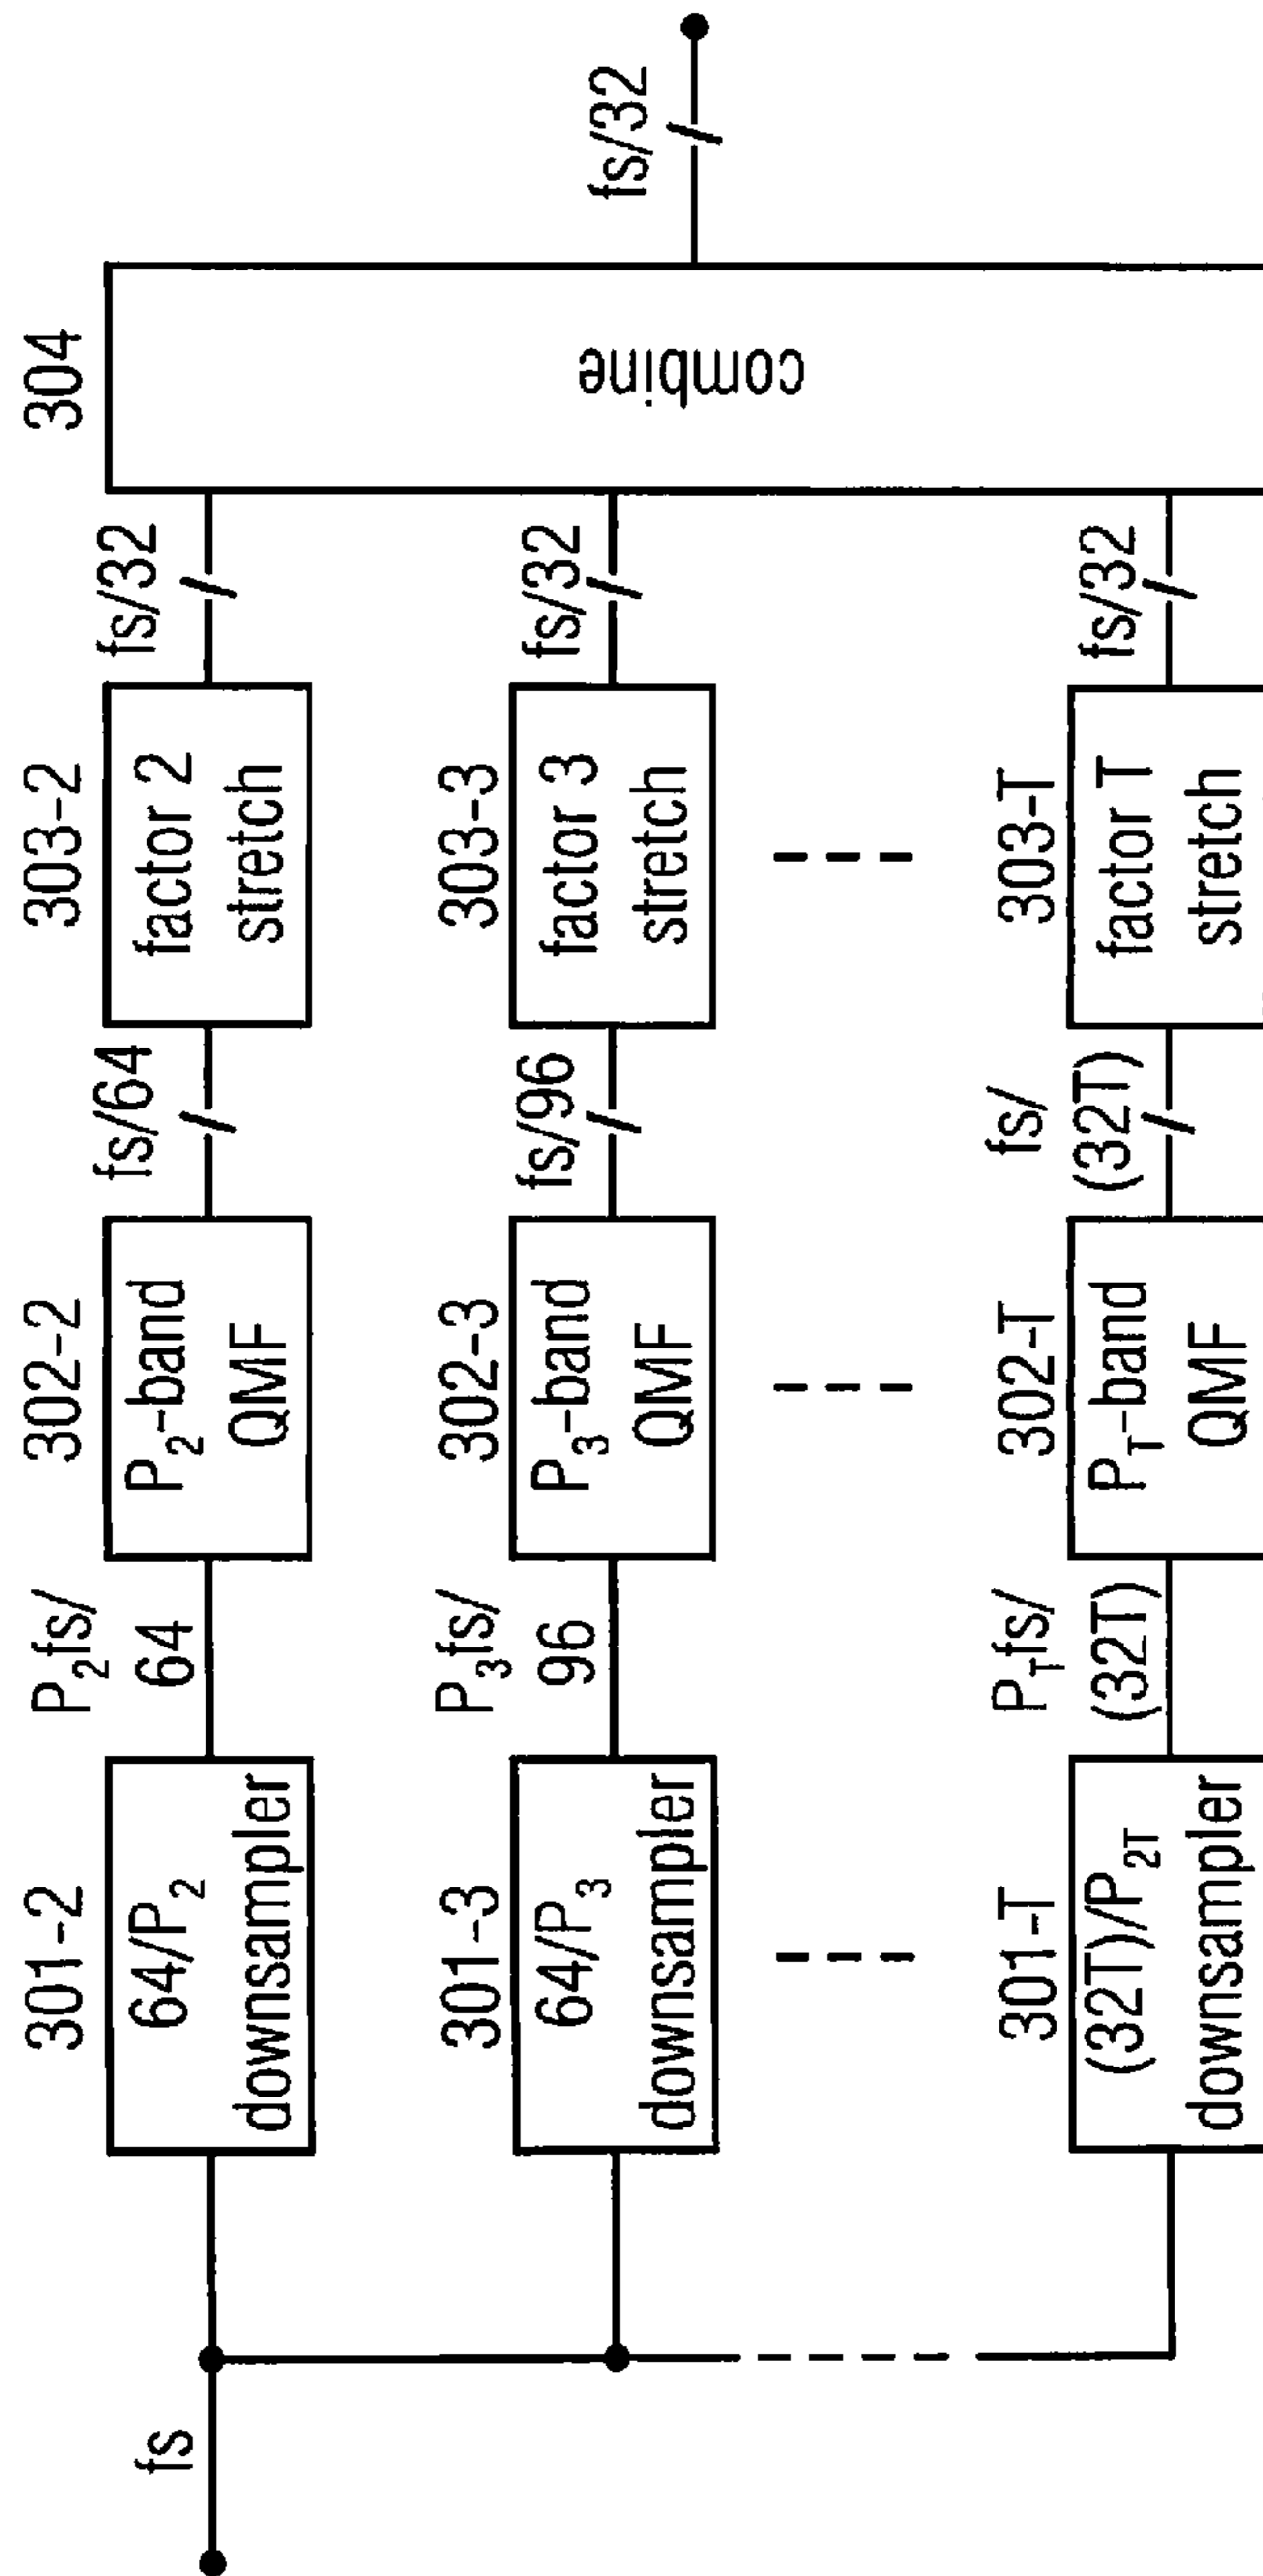 fs
301-2
64/P₂
downsampler
P₂fs/
64
302-2
P₂-band
QMF
fs/64
303-2
factor 2
stretch
fs/32
301-3
64/P₃
downsampler
P₃fs/
96
302-3
P₃-band
QMF
fs/96
303-3
factor 3
stretch
fs/32
301-T
(32T)/P₂T
downsampler
PTfs/
(32T)
302-T
PT-band
QMF
fs/
(32T)
303-T
factor T
stretch
fs/32
304
combine
fs/32